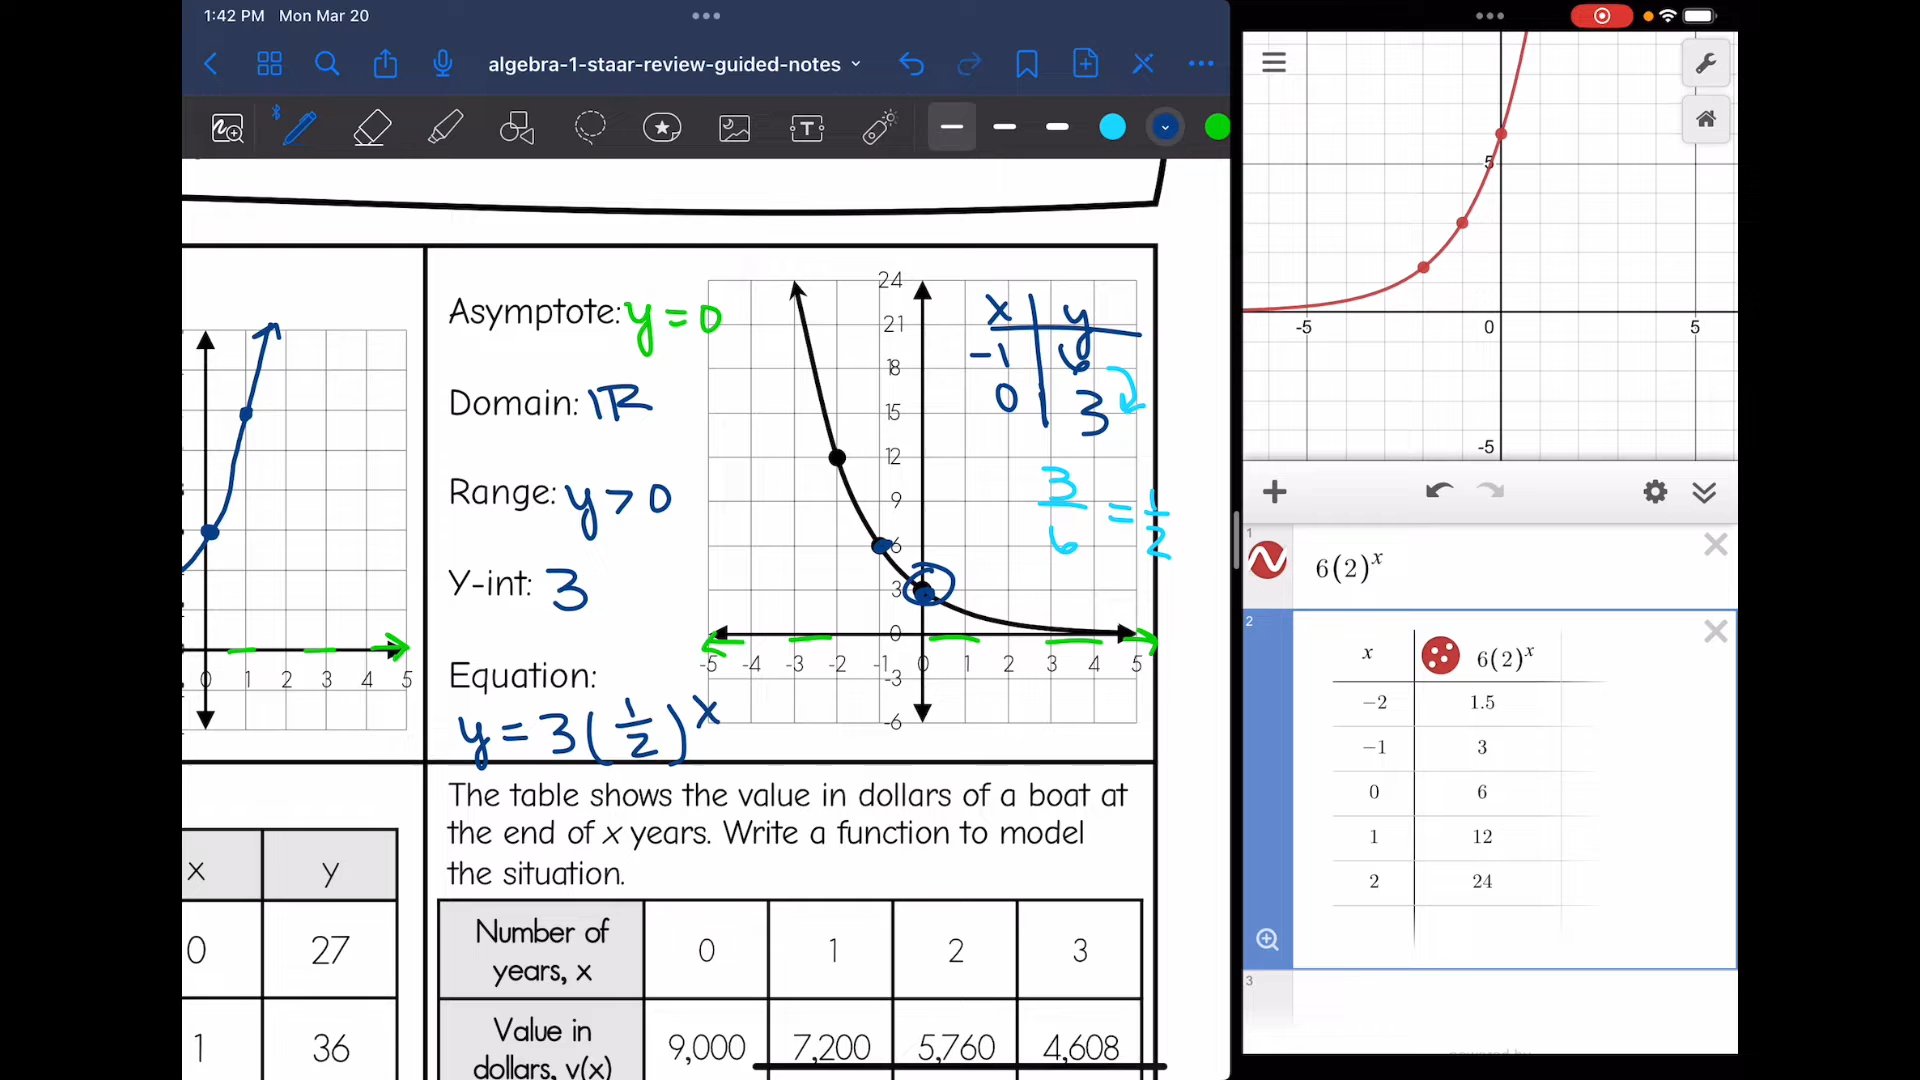 1:42 PM Mon Mar 20
algebra-1-staar-review-guided-notes
T
Asymptote: y = 0
Domain: ℝ
Range: y > 0
Y-int: 3
Equation:
y = 3(1/2)^x
24
21
18
15
12
9
6
3
0
-3
-6
-5 -4 -3 -2 -1 0 1 2 3 4 5
x y
-1 6
0 3
3/6 = 1/2
0 1 2 3 4 5
The table shows the value in dollars of a boat at
the end of x years. Write a function to model
the situation.
Number of years, x 0 1 2 3
Value in dollars, v(x) 9,000 7,200 5,760 4,608
x y
0 27
1 36
5
-5 0 5
-5
1
6(2)^x
2
x 6(2)^x
-2 1.5
-1 3
0 6
1 12
2 24
3